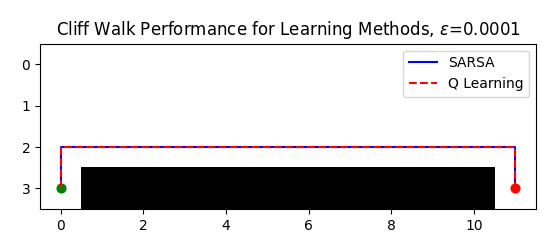 Cliff Walk Performance for Learning Methods, ε=0.0001
SARSA
Q Learning
0
1
2
3
0 2 4 6 8 10